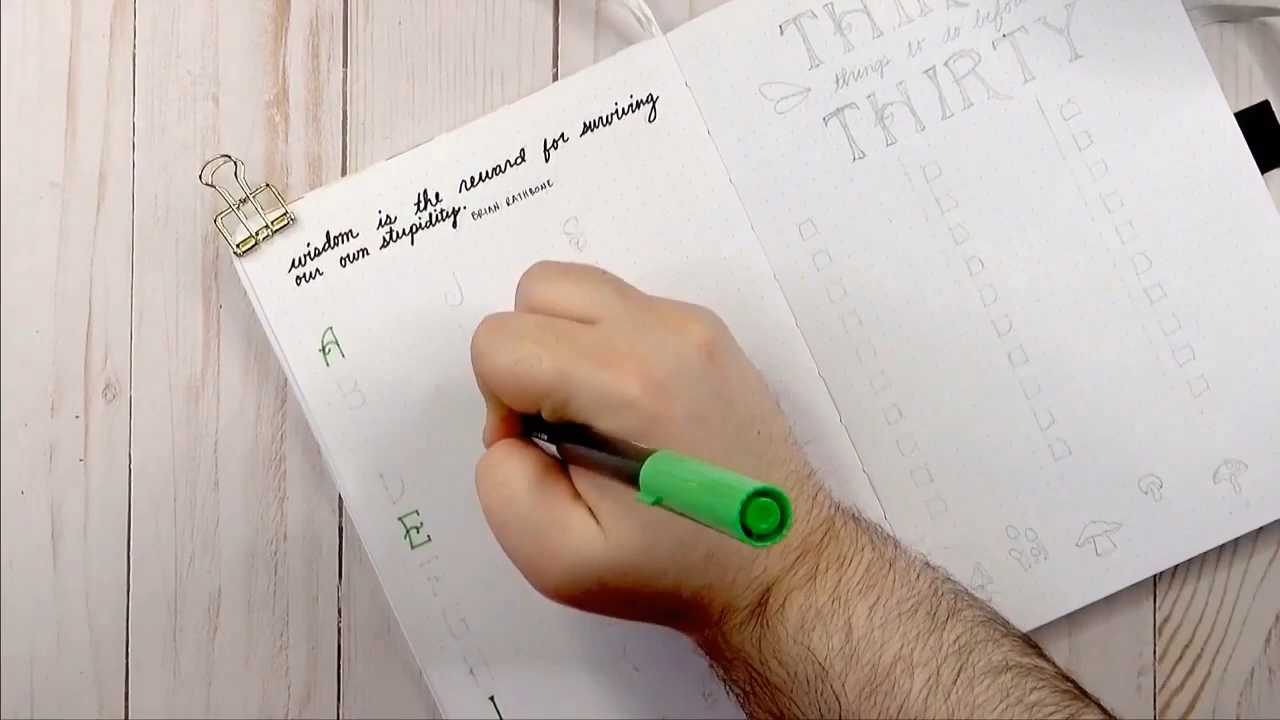 wisdom is the reward for surviving
our own stupidity. BRIAN RATHBONE
A
J
B
D
E
THIRTY
things to do before
THIRTY